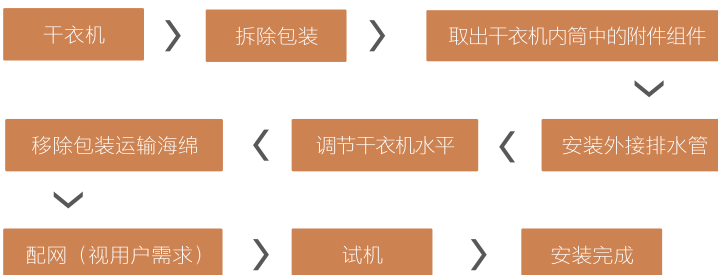 干衣机
拆除包装
取出干衣机内筒中的附件组件
安装外接排水管
调节干衣机水平
移除包装运输海绵
配网（视用户需求）
试机
安装完成